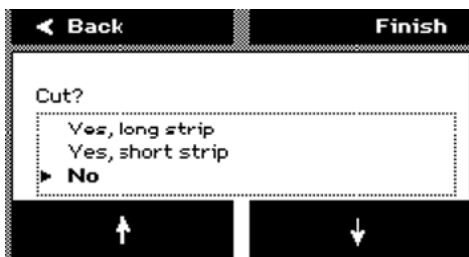 Back Finish
Cut?
Yes, long strip
Yes, short strip
No